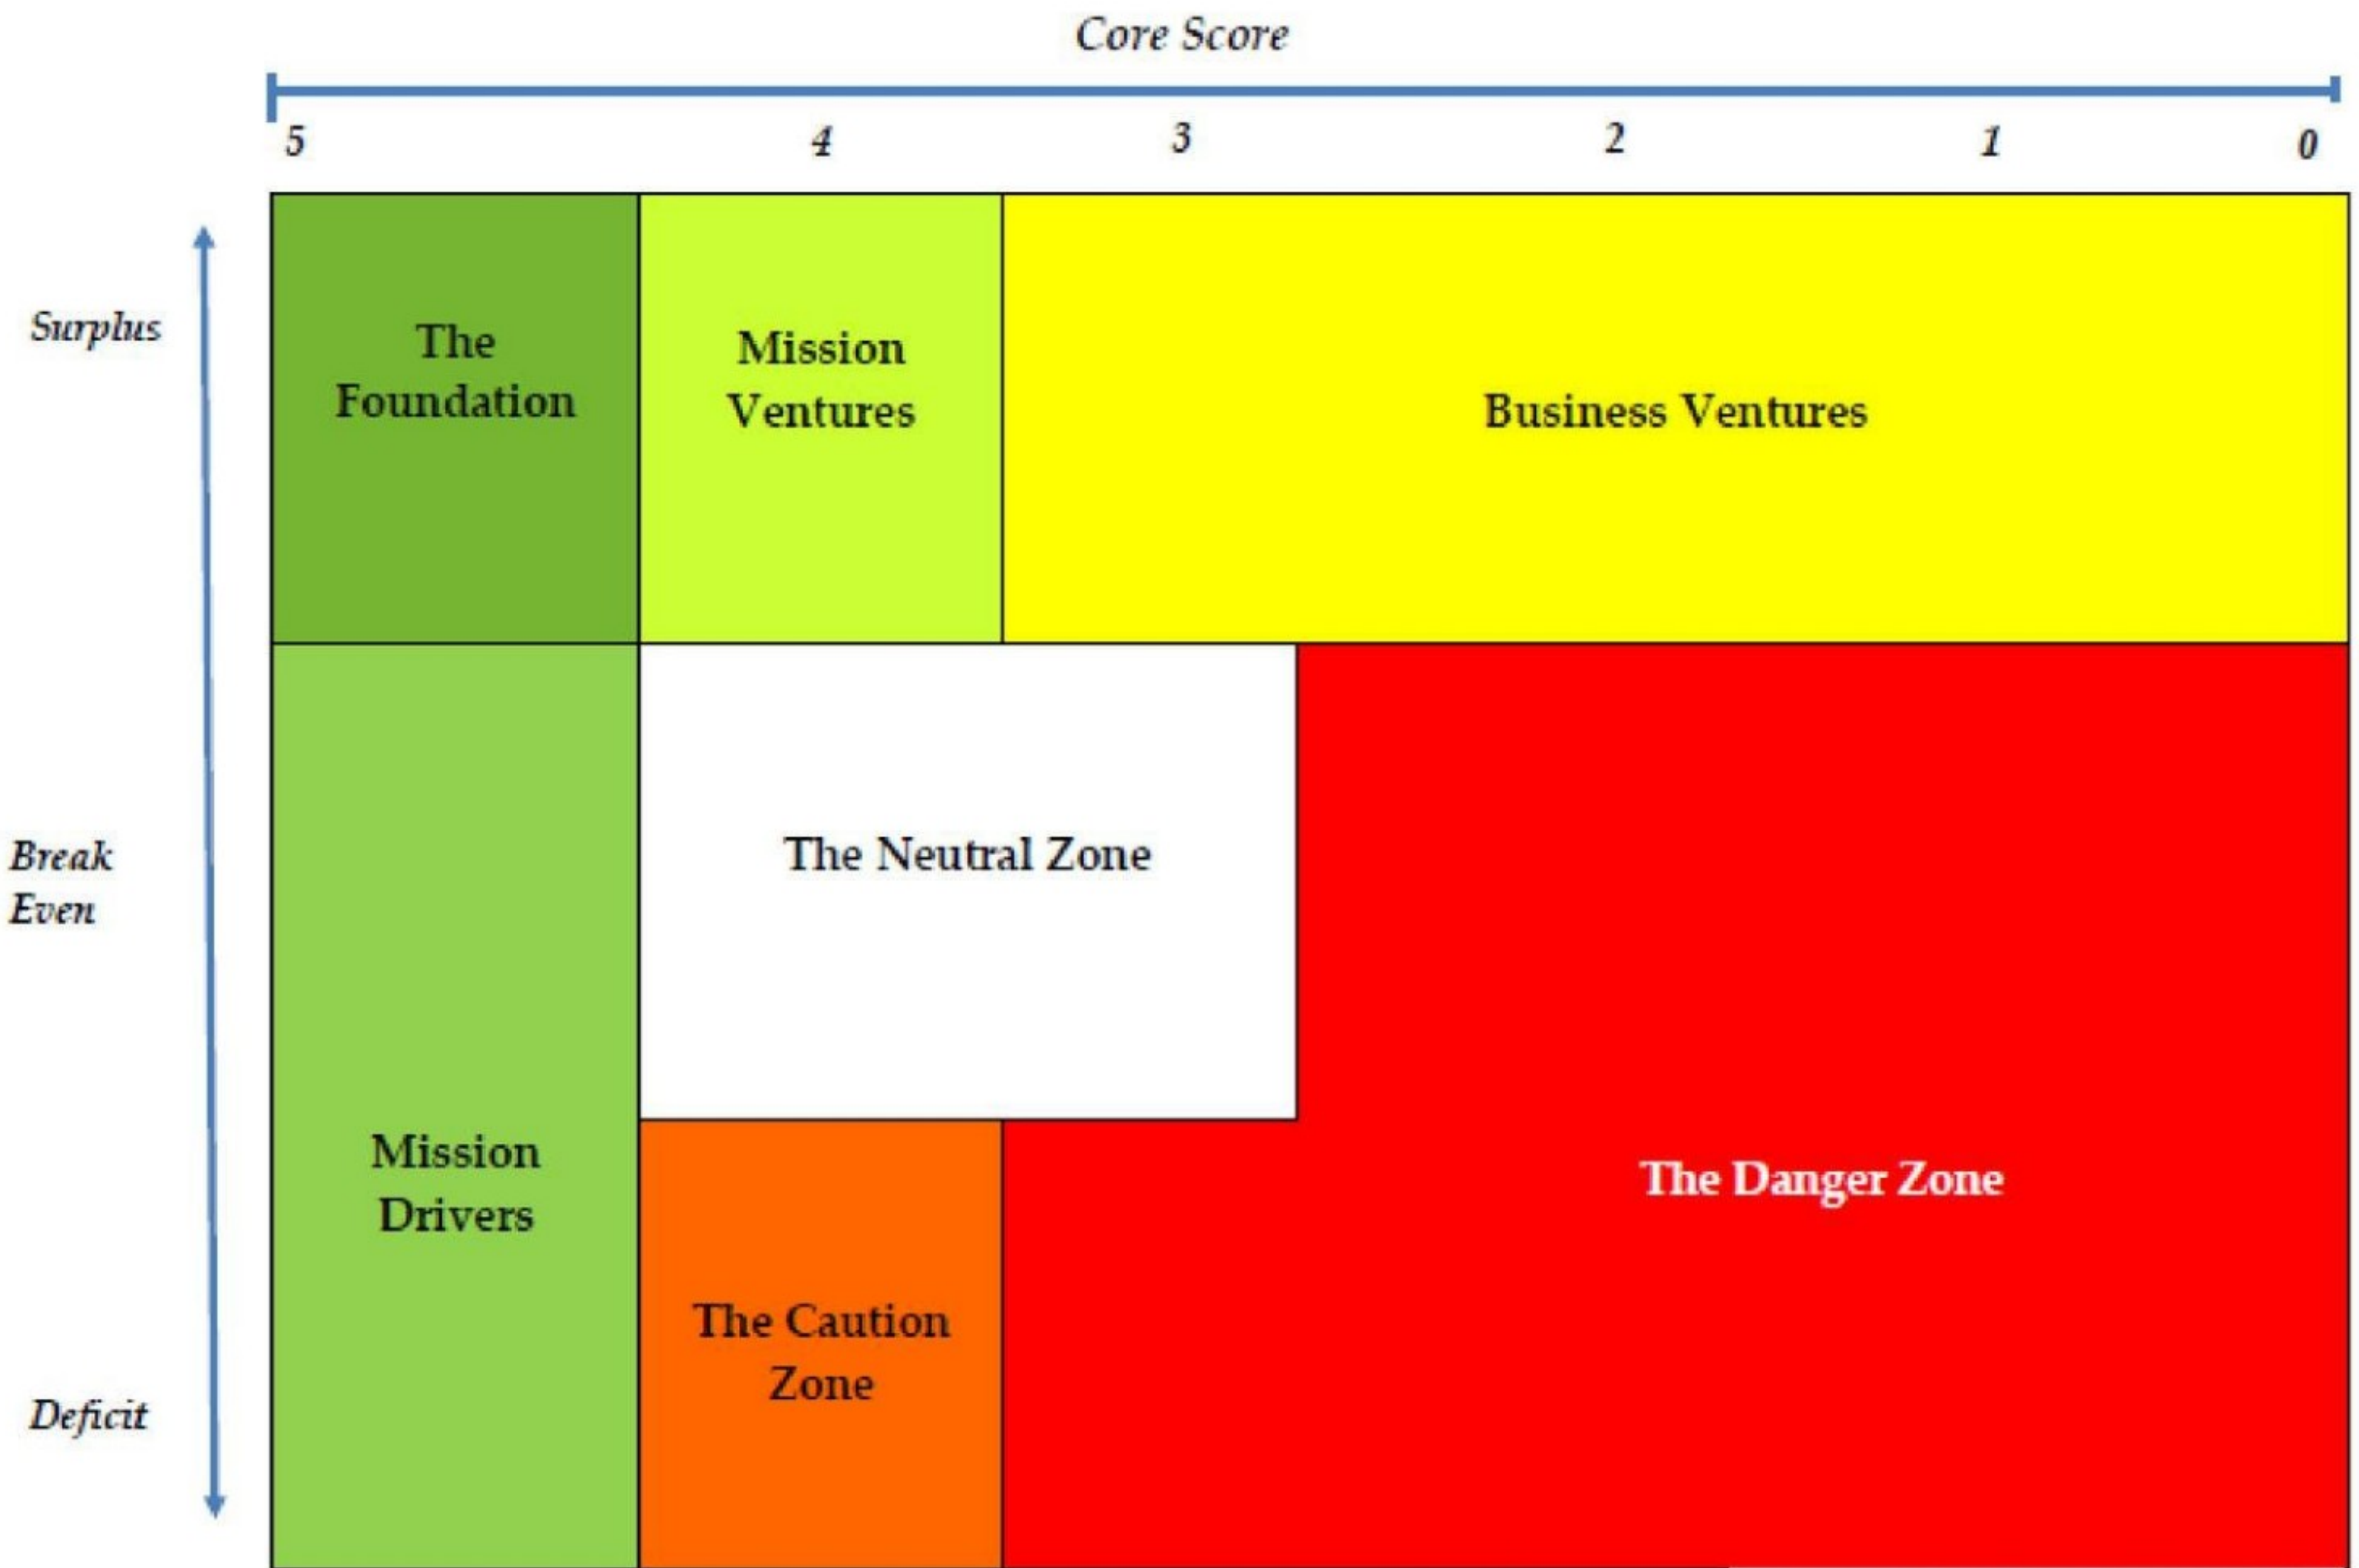 Core Score
5 4 3 2 1 0
Surplus
The
Foundation
Mission
Ventures
Business Ventures
Break
Even
The Neutral Zone
Mission
Drivers
The Danger Zone
The Caution
Zone
Deficit